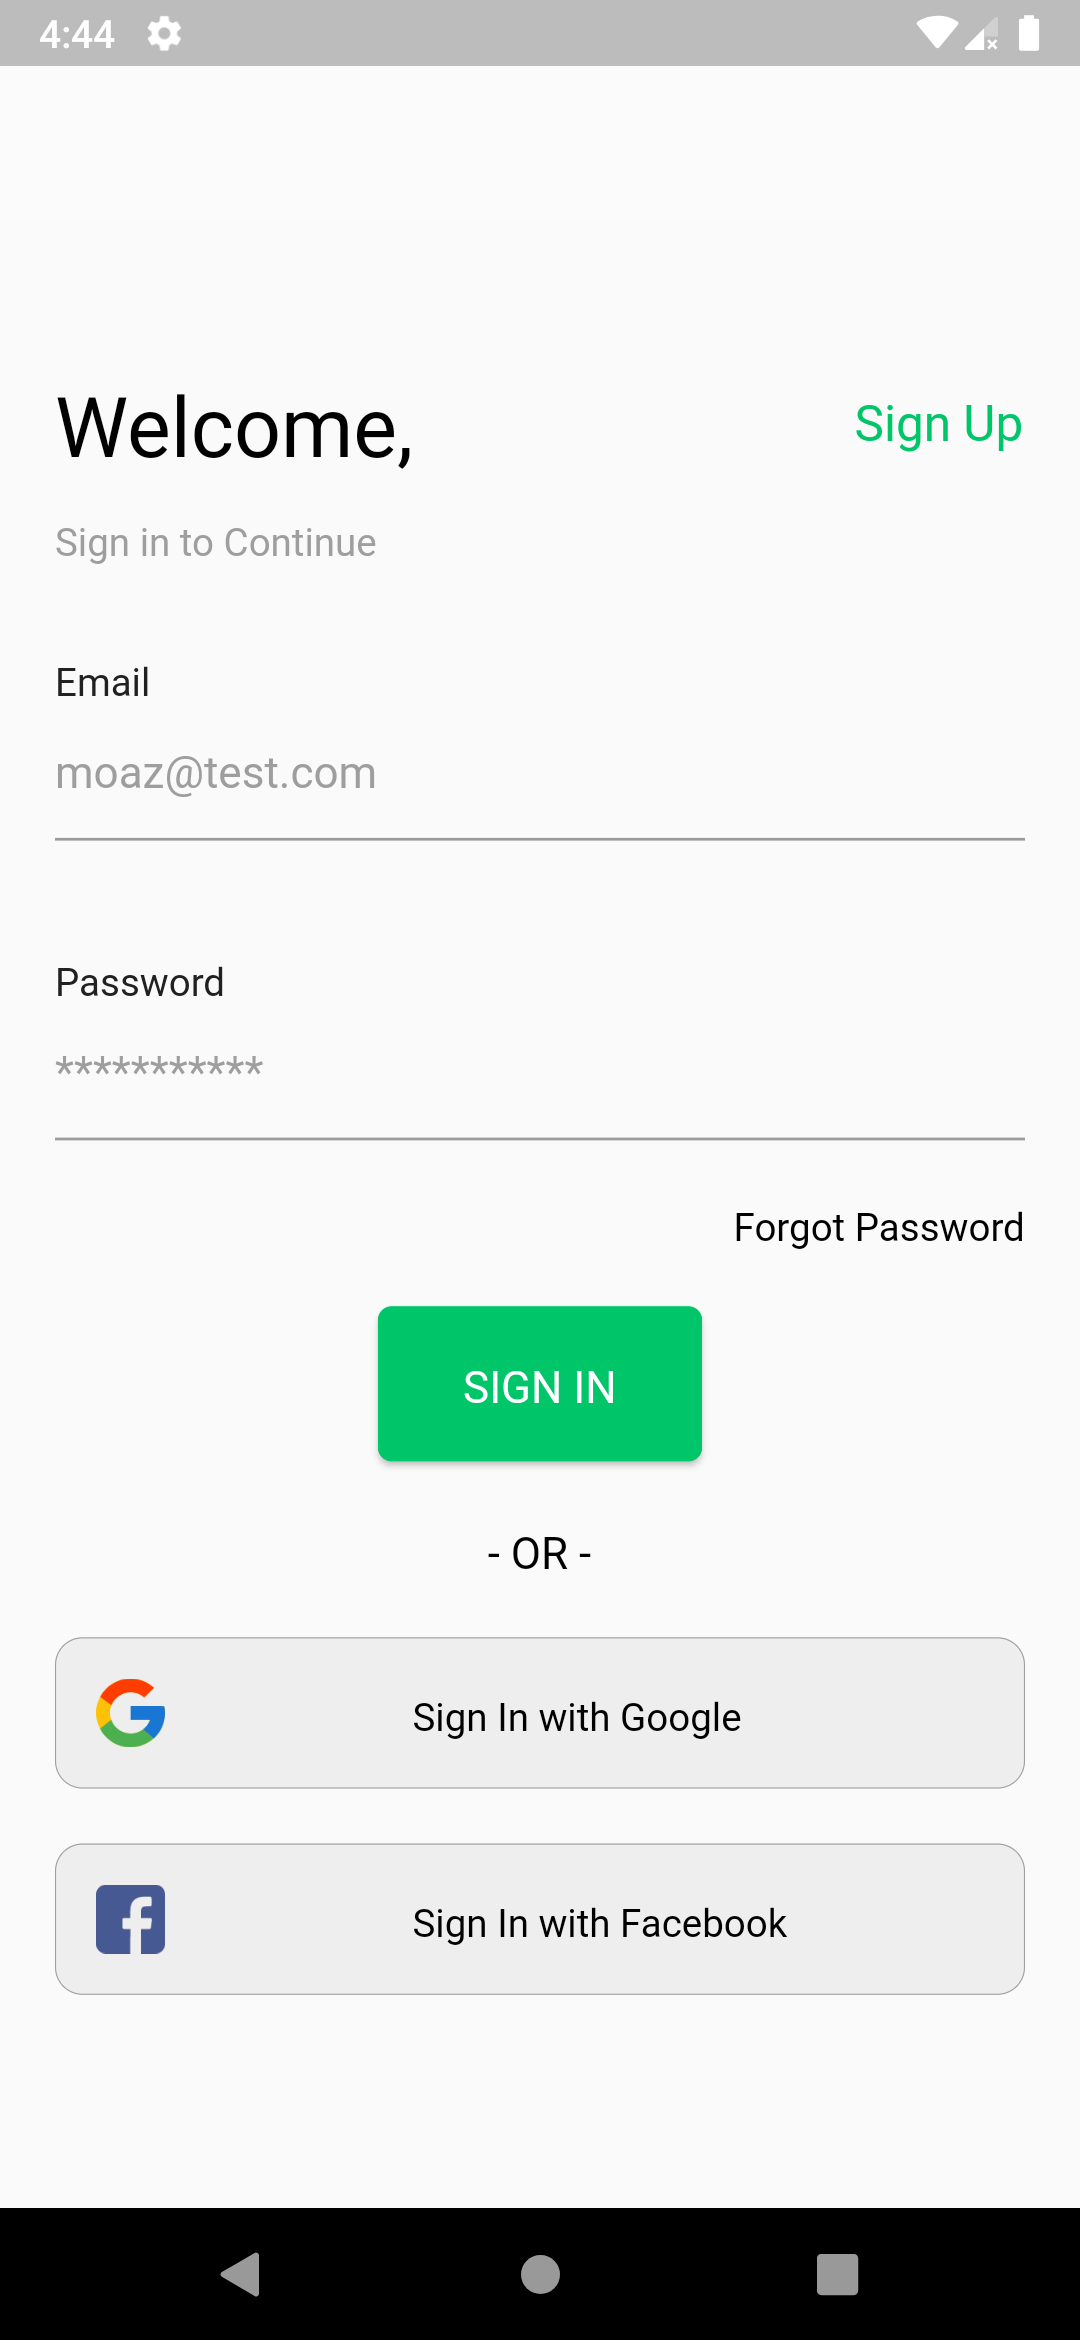 4:44
Welcome,
Sign Up
Sign in to Continue
Email
moaz@test.com
Password
***********
Forgot Password
SIGN IN
- OR -
Sign In with Google
Sign In with Facebook